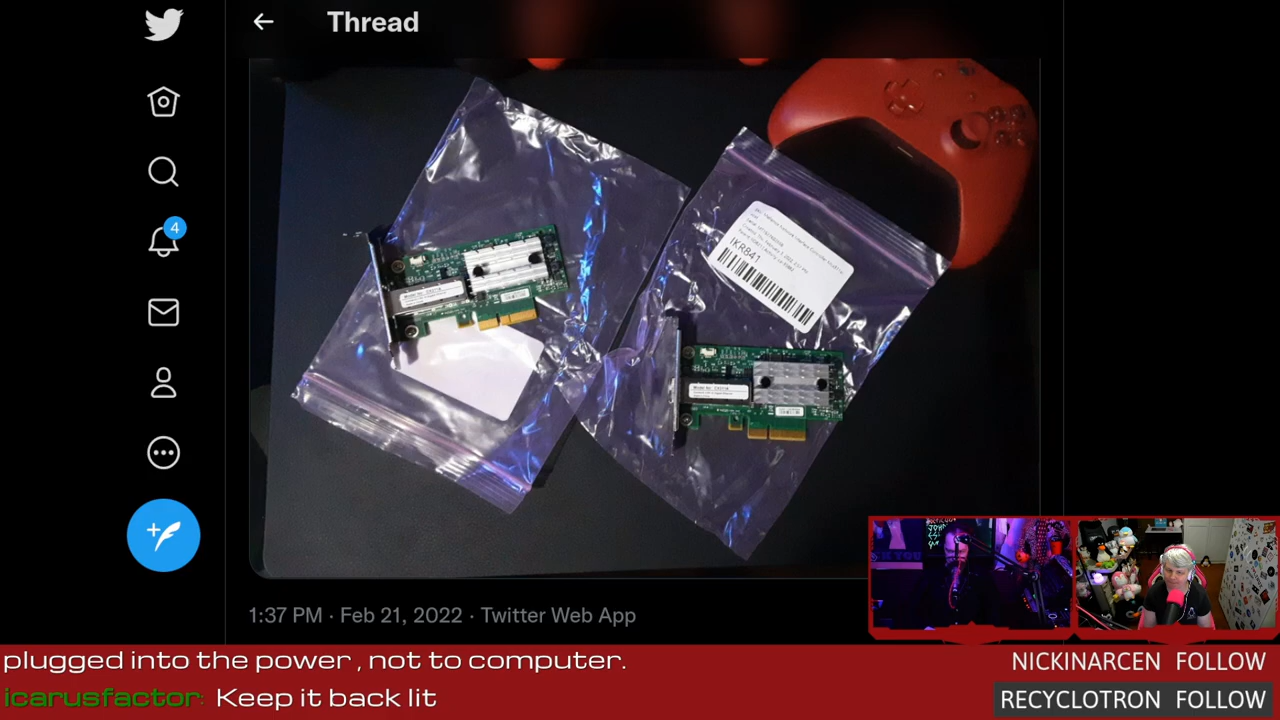 Thread
4
IKR841
1:37 PM · Feb 21, 2022 · Twitter Web App
plugged into the power , not to computer.
icarusfactor: Keep it back lit
NICKINARCEN FOLLOW
RECYCLOTRON FOLLOW